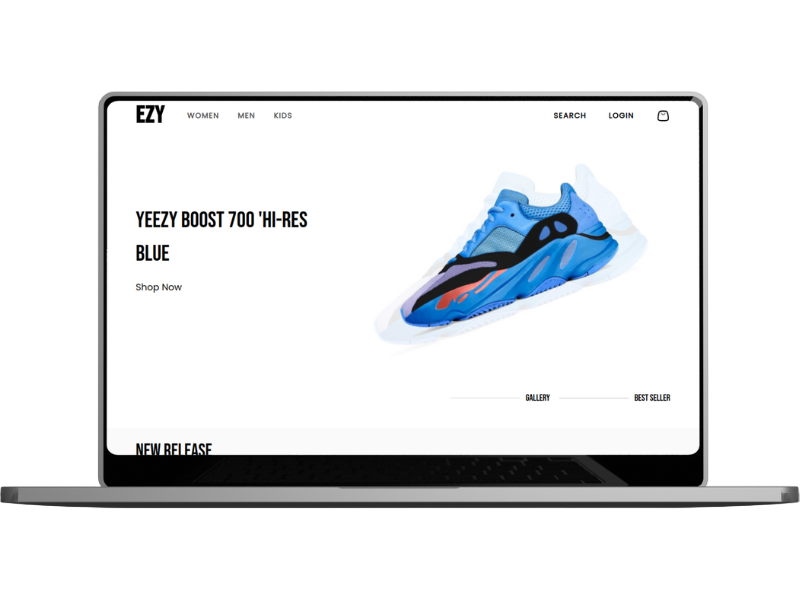 EZY WOMEN MEN KIDS SEARCH LOGIN
YEEZY BOOST 700 'HI-RES
BLUE
Shop Now
GALLERY BEST SELLER
NEW RELEASE